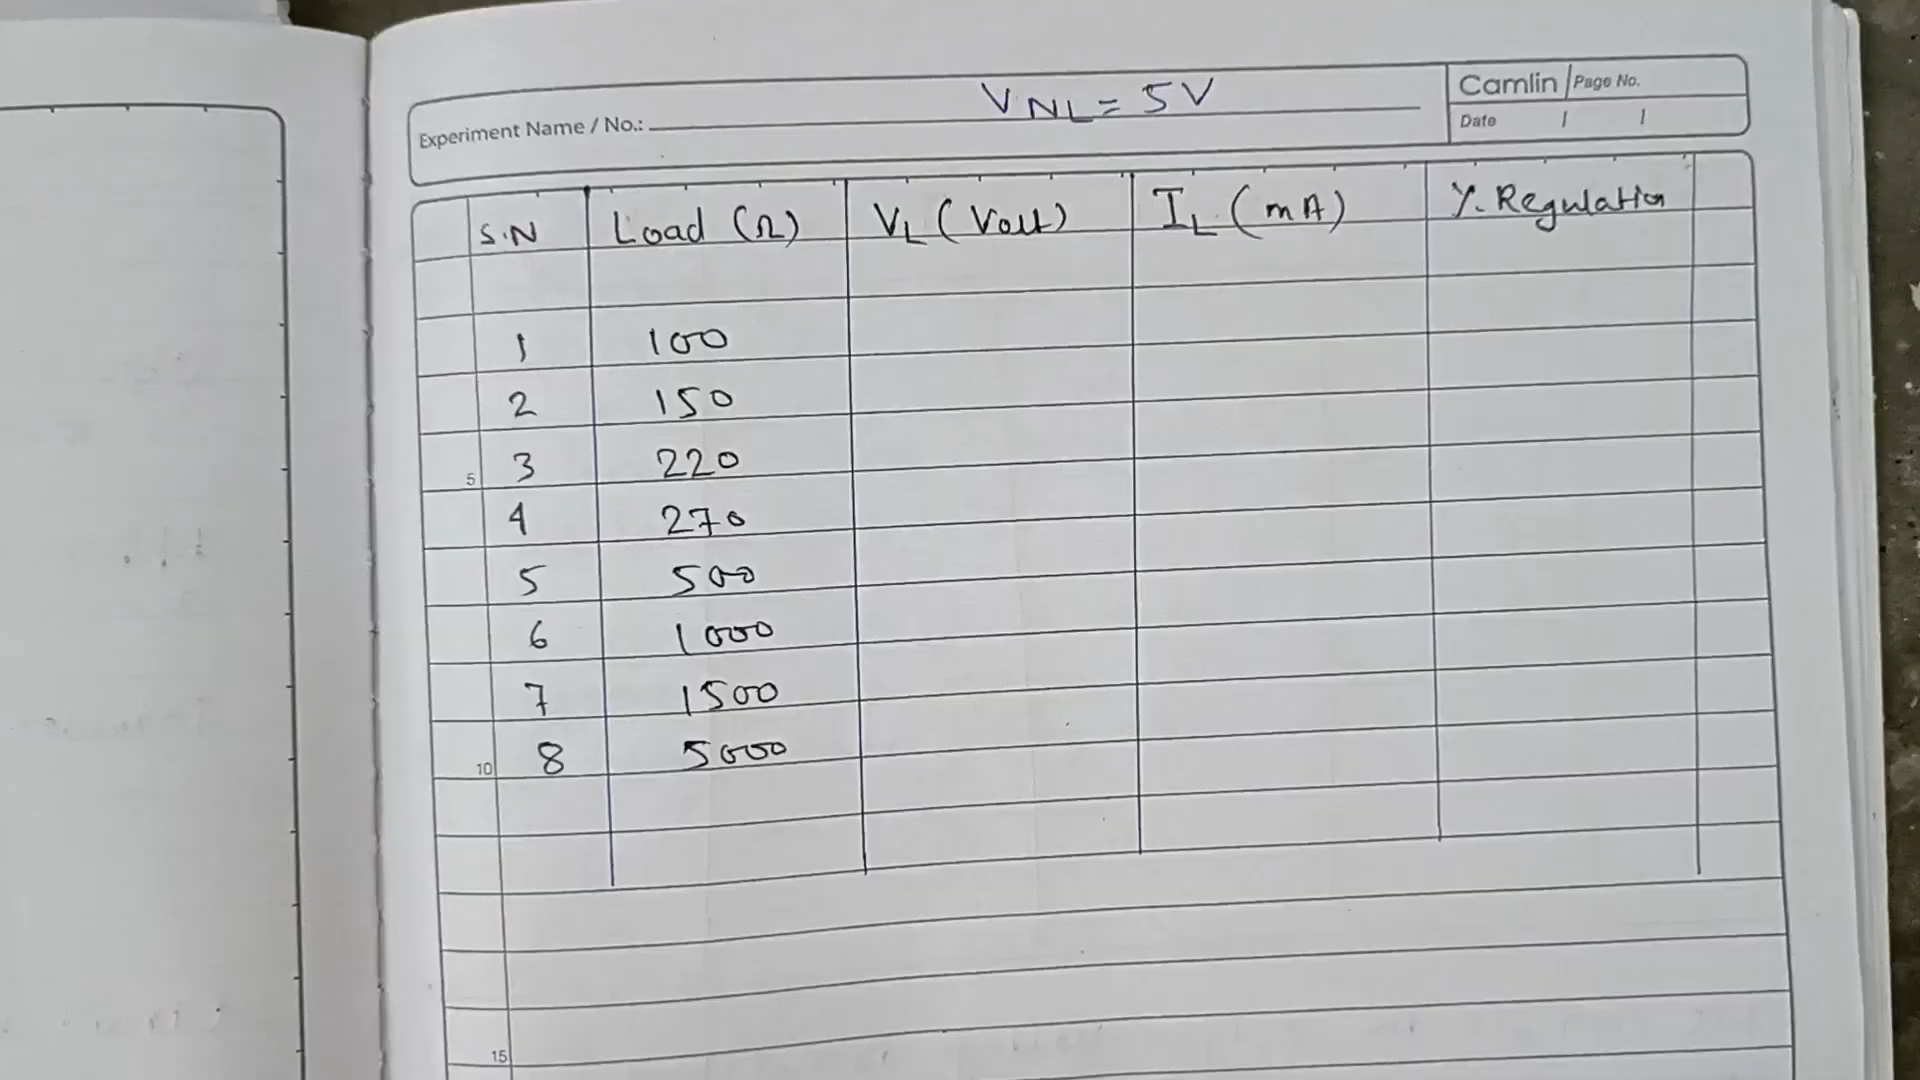 V NL = 5V
Experiment Name / No.:
Camlin Page No.
Date / /
S.N Load (Ω) VL (Volt) IL (mA) %. Regulation
1 100
2 150
5 3 220
4 270
5 500
6 1000
7 1500
10 8 5000
15